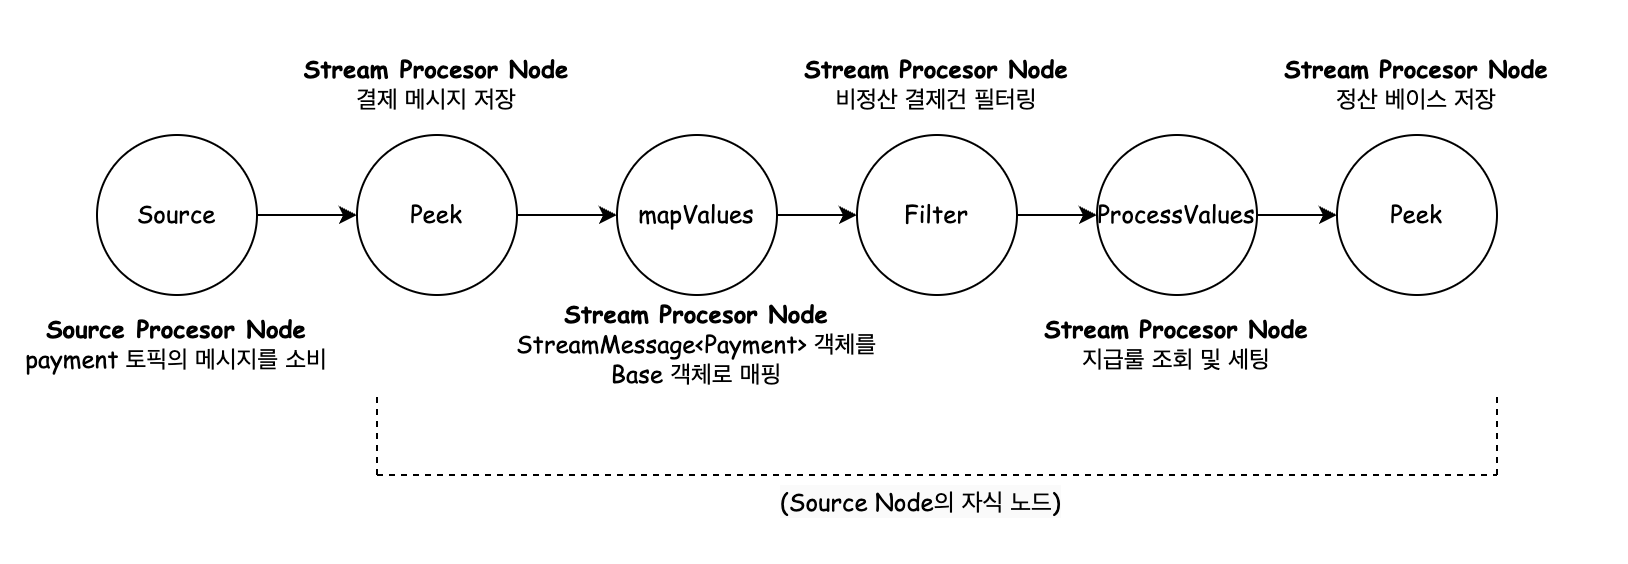 Stream Procesor Node
결제 메시지 저장
Stream Procesor Node
비정산 결제건 필터링
Stream Procesor Node
정산 베이스 저장
Source
Peek
mapValues
Filter
ProcessValues
Peek
Source Procesor Node
payment 토픽의 메시지를 소비
Stream Procesor Node
StreamMessage<Payment> 객체를
Base 객체로 매핑
Stream Procesor Node
지급룰 조회 및 세팅
(Source Node의 자식 노드)